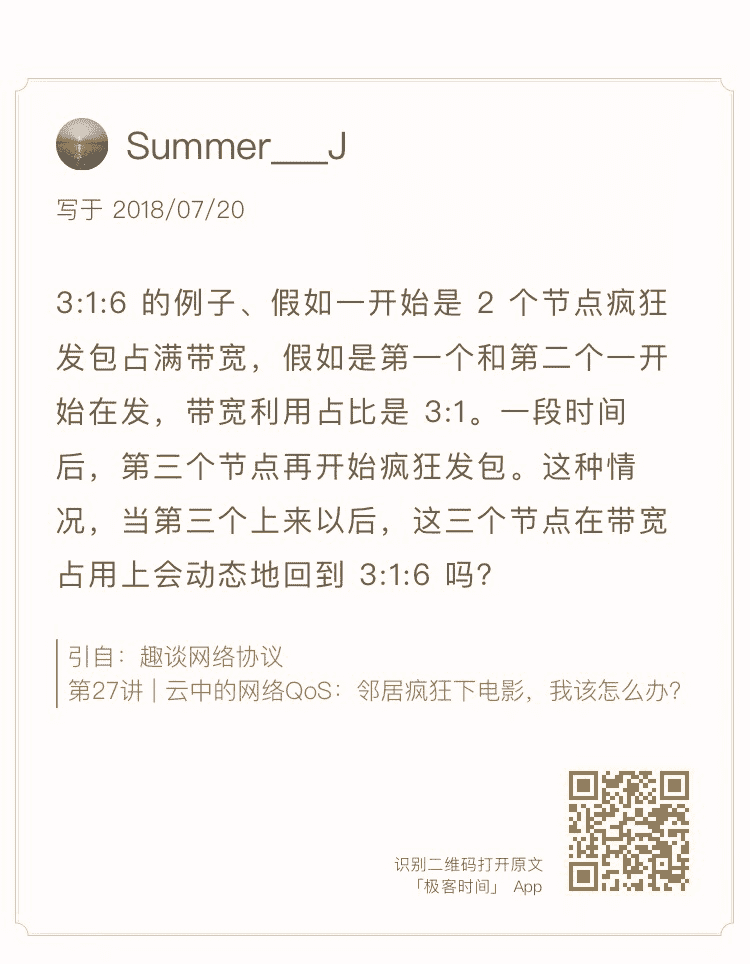 Summer___J
写于 2018/07/20
3:1:6 的例子、假如一开始是 2 个节点疯狂
发包占满带宽，假如是第一个和第二个一开
始在发，带宽利用占比是 3:1。一段时间
后，第三个节点再开始疯狂发包。这种情
况，当第三个上来以后，这三个节点在带宽
占用上会动态地回到 3:1:6 吗？
引自：趣谈网络协议
第27讲 | 云中的网络QoS：邻居疯狂下电影，我该怎么办？
识别二维码打开原文
「极客时间」 App